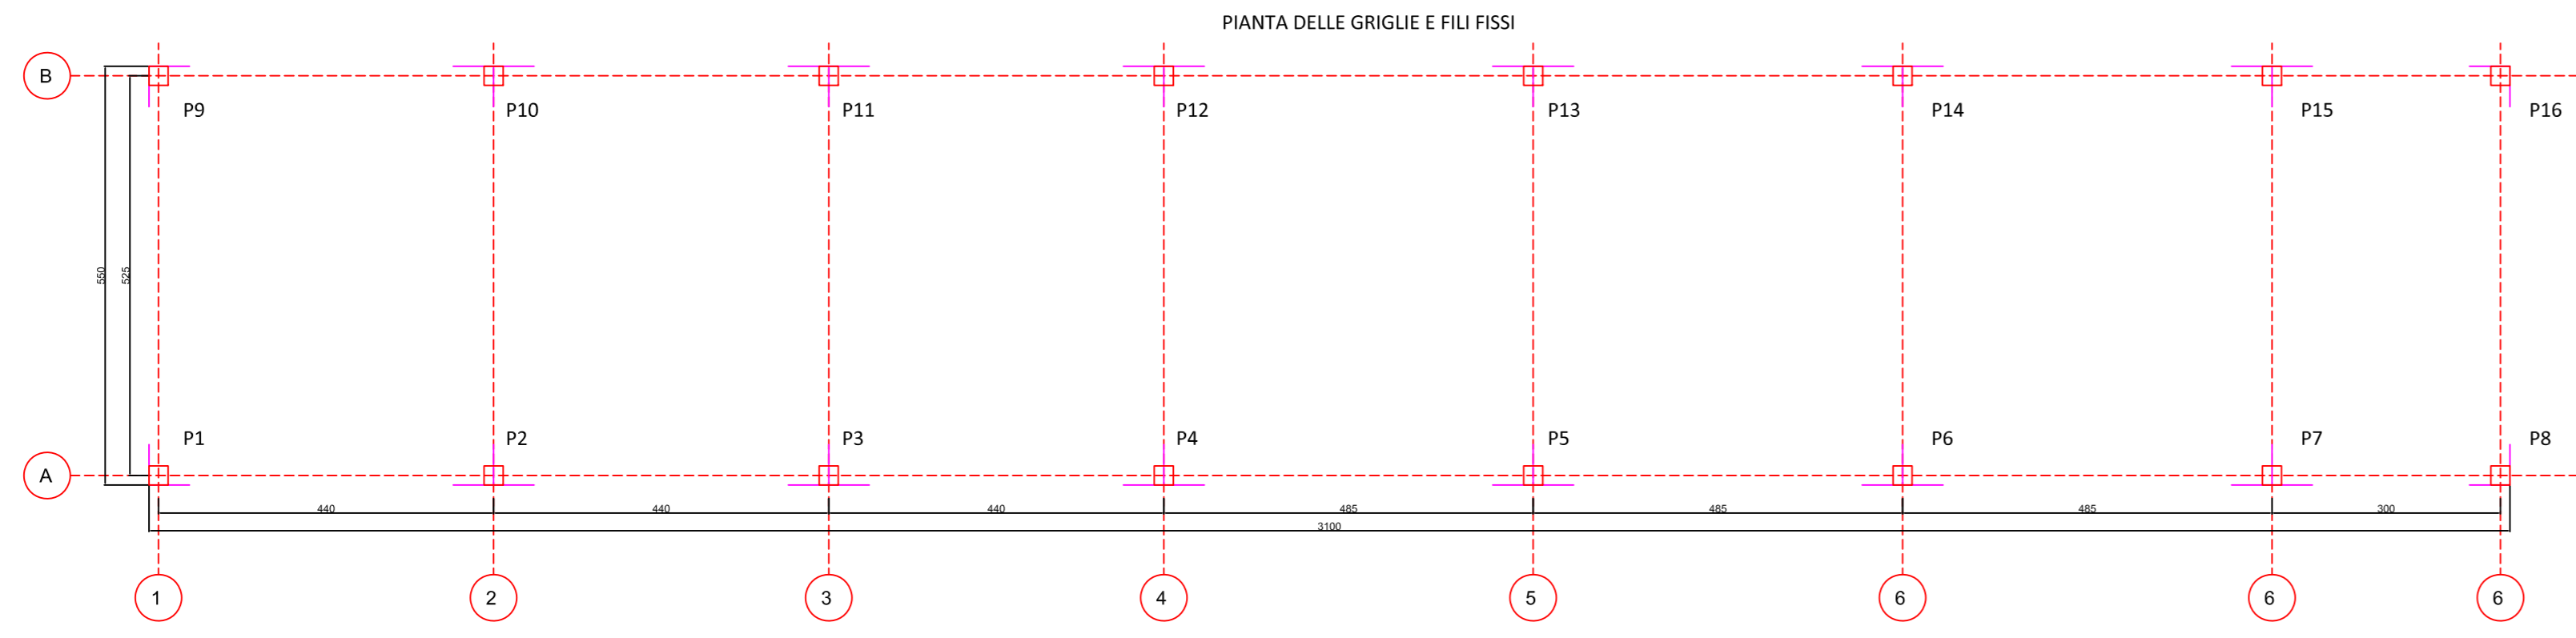 PIANTA DELLE GRIGLIE E FILI FISSI
B
P9 P10 P11 P12 P13 P14 P15 P16
550 525
P1 P2 P3 P4 P5 P6 P7 P8
A
440 440 440 485 485 485 300
3100
1 2 3 4 5 6 6 6